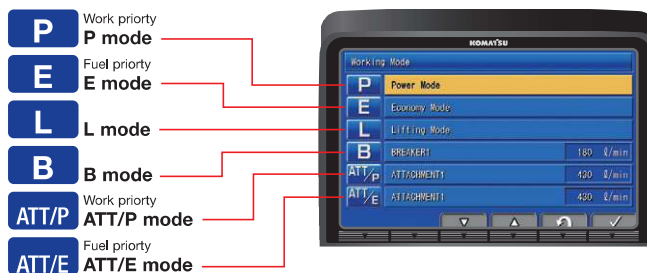 P
Work priorty
P mode
E
Fuel priorty
E mode
L
L mode
B
B mode
ATT/P
Work priorty
ATT/P mode
ATT/E
Fuel priorty
ATT/E mode
KOMATSU
Working Mode
P Power Mode
E Economy Mode
L Lifting Mode
B BREAKER1 160 ℓ/min
ATT/P ATTACHMENT1 430 ℓ/min
ATT/E ATTACHMENT1 430 ℓ/min